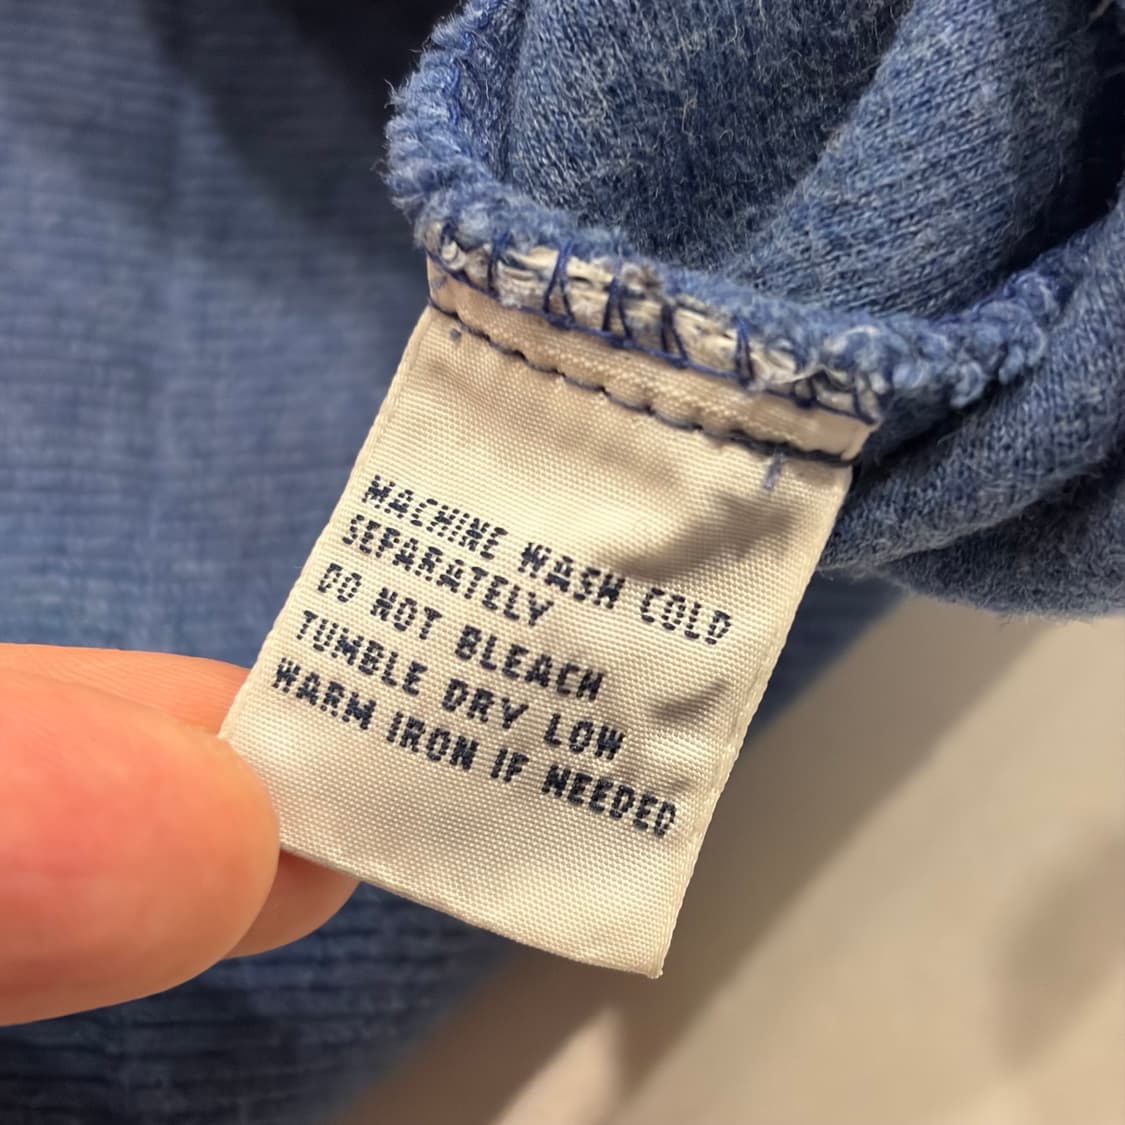 MACHINE WASH COLD
SEPARATELY
DO NOT BLEACH
TUMBLE DRY LOW
WARM IRON IF NEEDED